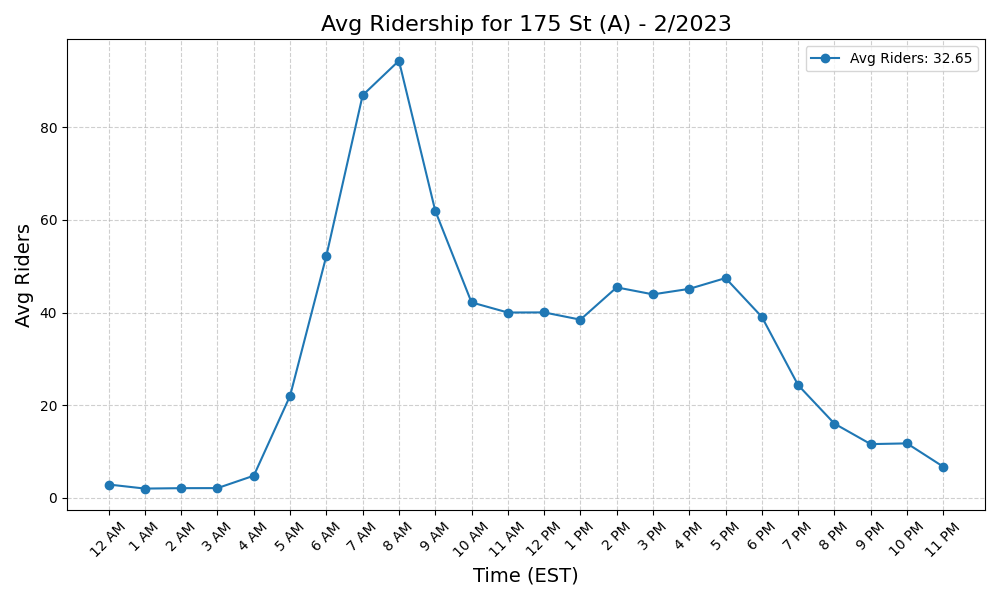 Avg Ridership for 175 St (A) - 2/2023
Avg Riders: 32.65
Avg Riders
80
60
40
20
0
12 AM
1 AM
2 AM
3 AM
4 AM
5 AM
6 AM
7 AM
8 AM
9 AM
10 AM
11 AM
12 PM
1 PM
2 PM
3 PM
4 PM
5 PM
6 PM
7 PM
8 PM
9 PM
10 PM
11 PM
Time (EST)